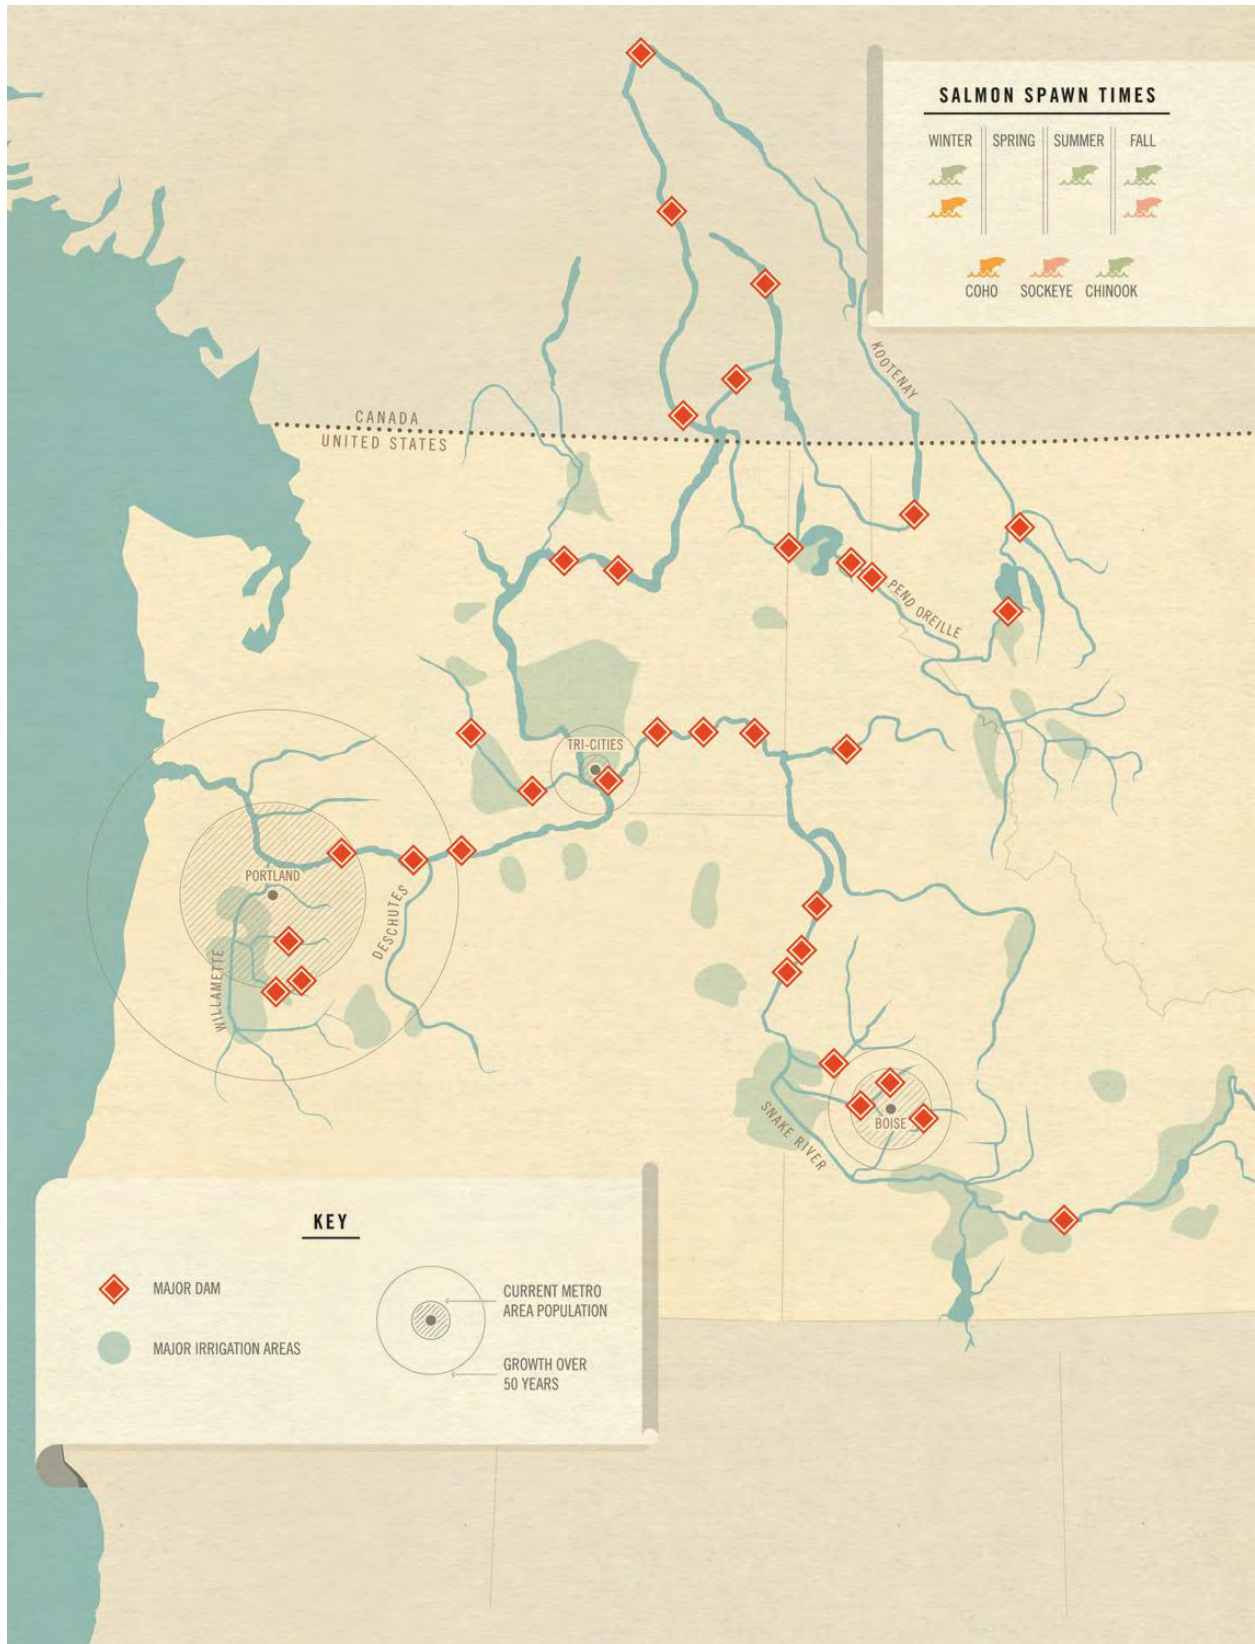 SALMON SPAWN TIMES
WINTER SPRING SUMMER FALL
COHO SOCKEYE CHINOOK
KOOTENAY
CANADA
UNITED STATES
PEND OREILLE
TRI-CITIES
PORTLAND
DESCHUTES
WILLAMETTE
SNAKE RIVER
BOISE
KEY
MAJOR DAM
MAJOR IRRIGATION AREAS
CURRENT METRO
AREA POPULATION
GROWTH OVER
50 YEARS